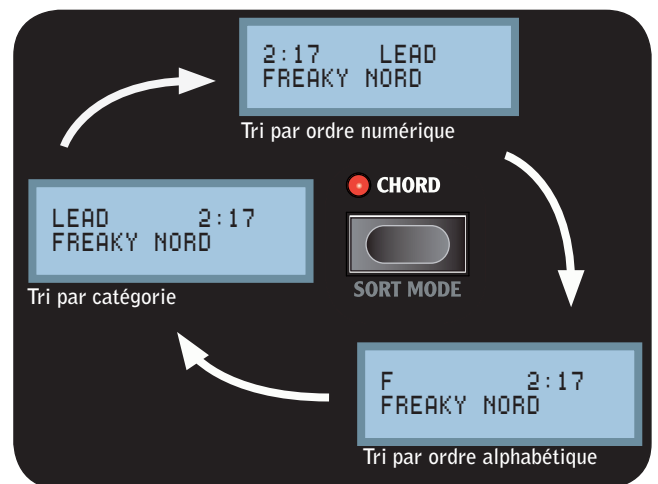 2:17 LEAD
FREAKY NORD
Tri par ordre numérique
CHORD
LEAD 2:17
FREAKY NORD
SORT MODE
Tri par catégorie
F 2:17
FREAKY NORD
Tri par ordre alphabétique